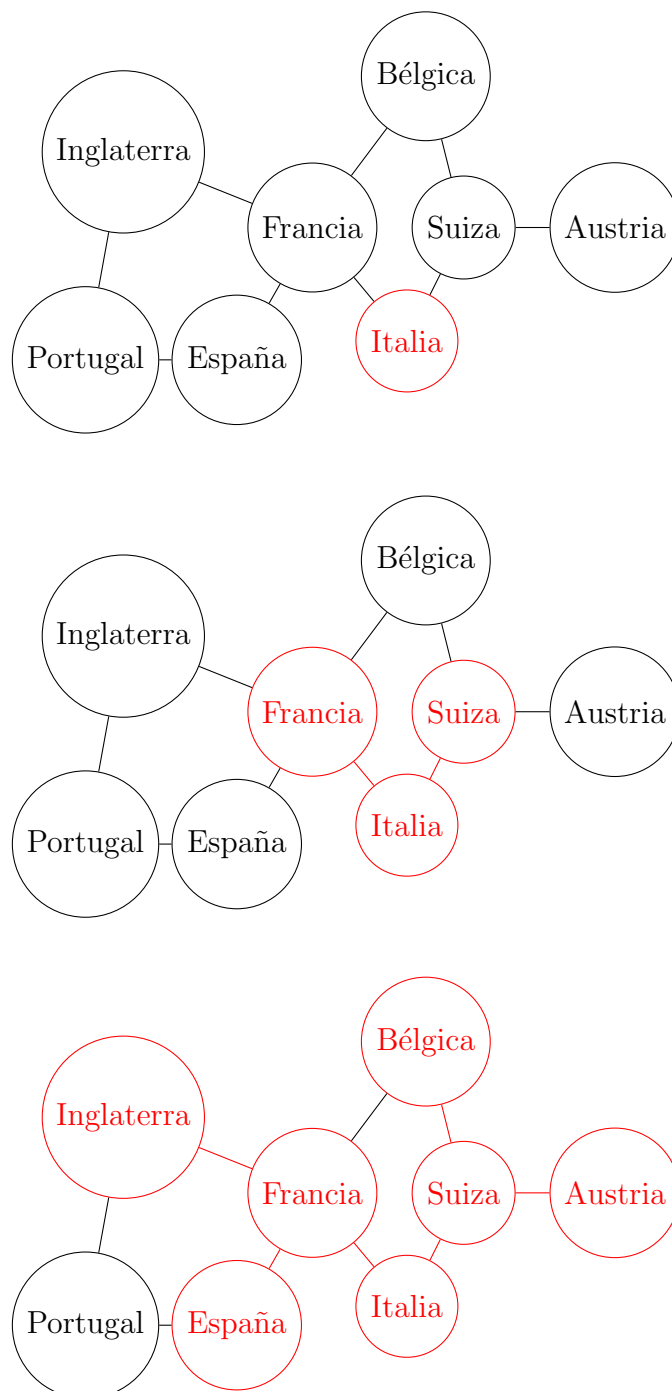 Bélgica
Inglaterra
Francia
Suiza
Austria
Italia
Portugal
España
Bélgica
Inglaterra
Francia
Suiza
Austria
Italia
Portugal
España
Bélgica
Inglaterra
Francia
Suiza
Austria
Italia
Portugal
España